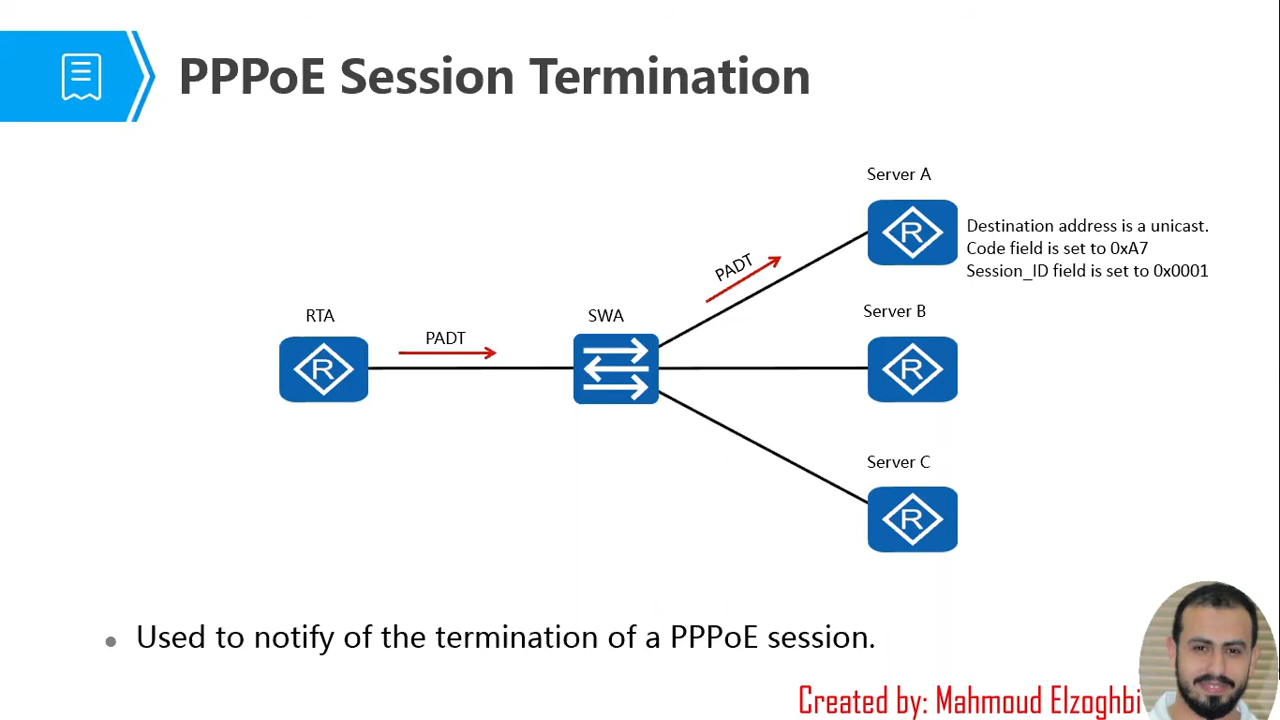 PPPoE Session Termination
Server A
Destination address is a unicast.
Code field is set to 0xA7
Session_ID field is set to 0x0001
PADT
RTA
PADT
SWA
Server B
Server C
R
R
R
R
• Used to notify of the termination of a PPPoE session.
Created by: Mahmoud Elzoghbi